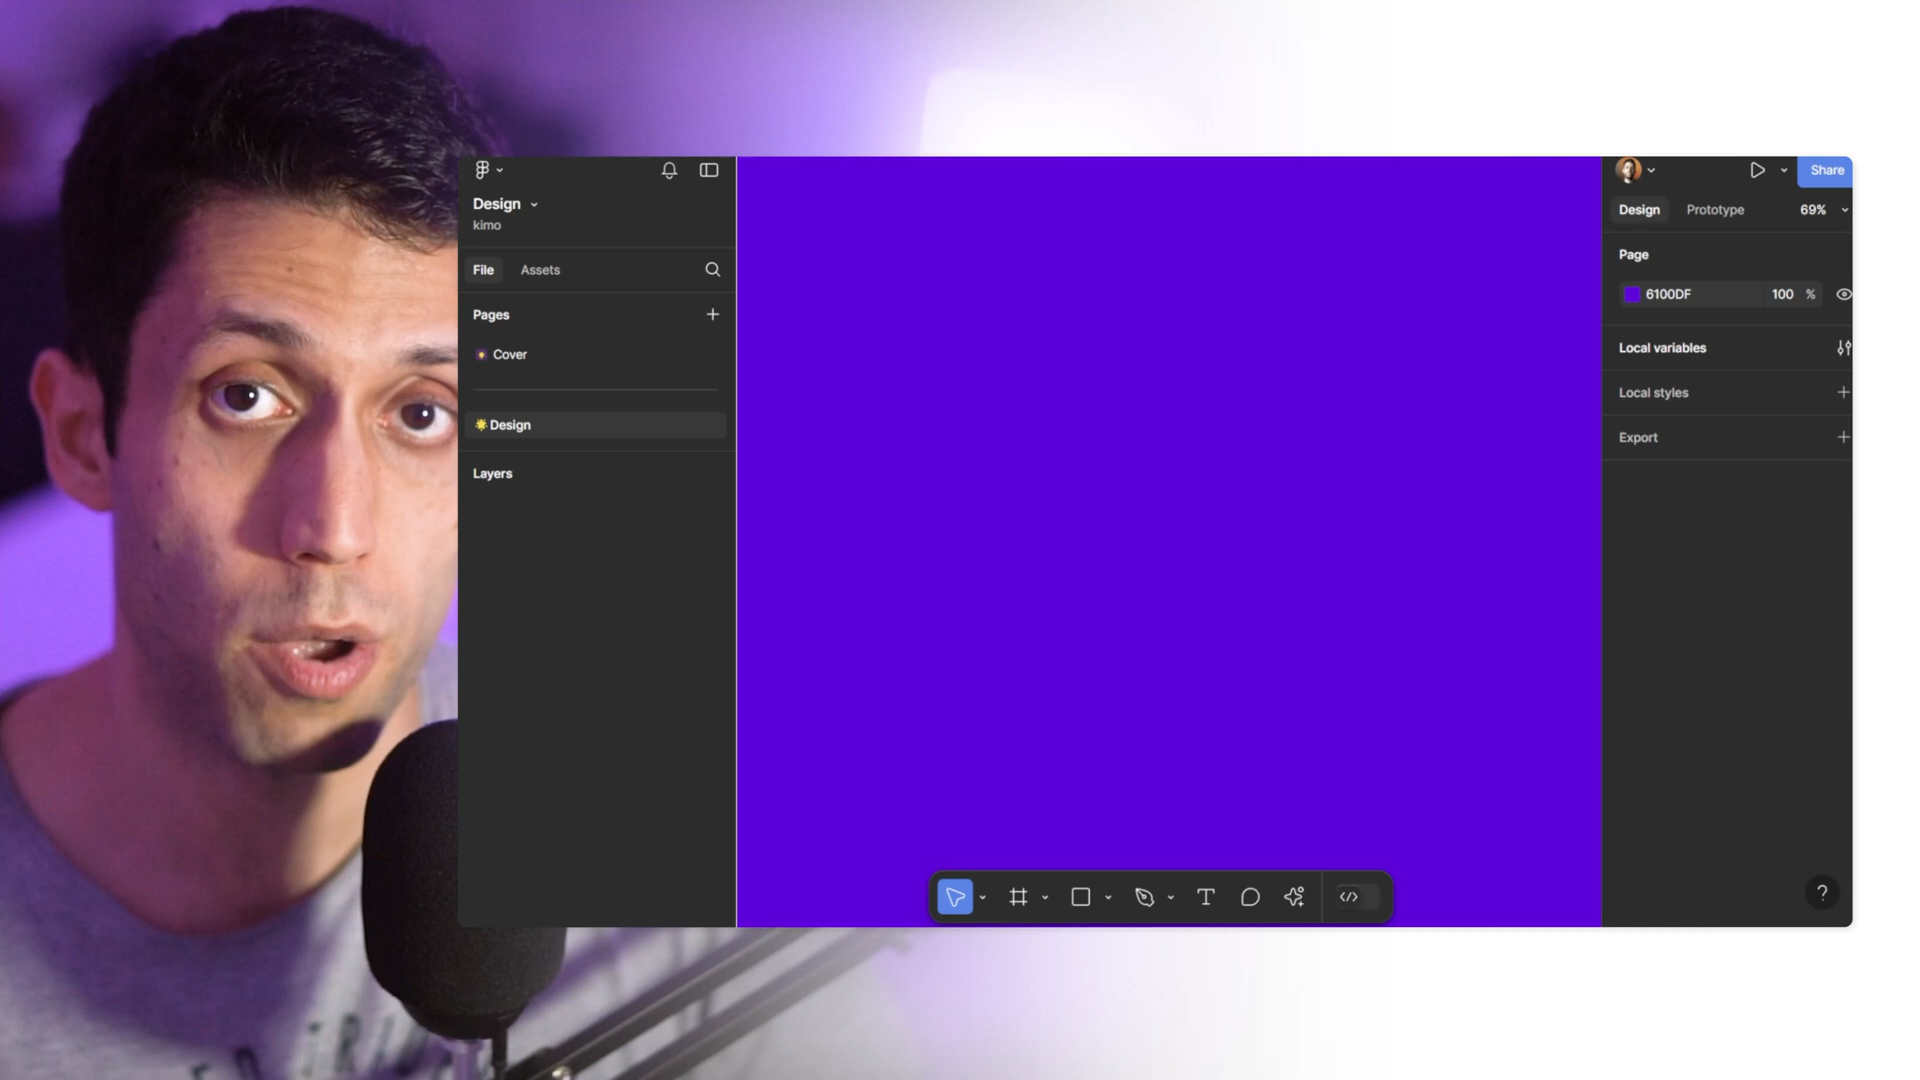 Design
kimo
File
Assets
Pages
Cover
Design
Layers
Share
Design
Prototype
69%
Page
6100DF
100
%
Local variables
Local styles
Export
?